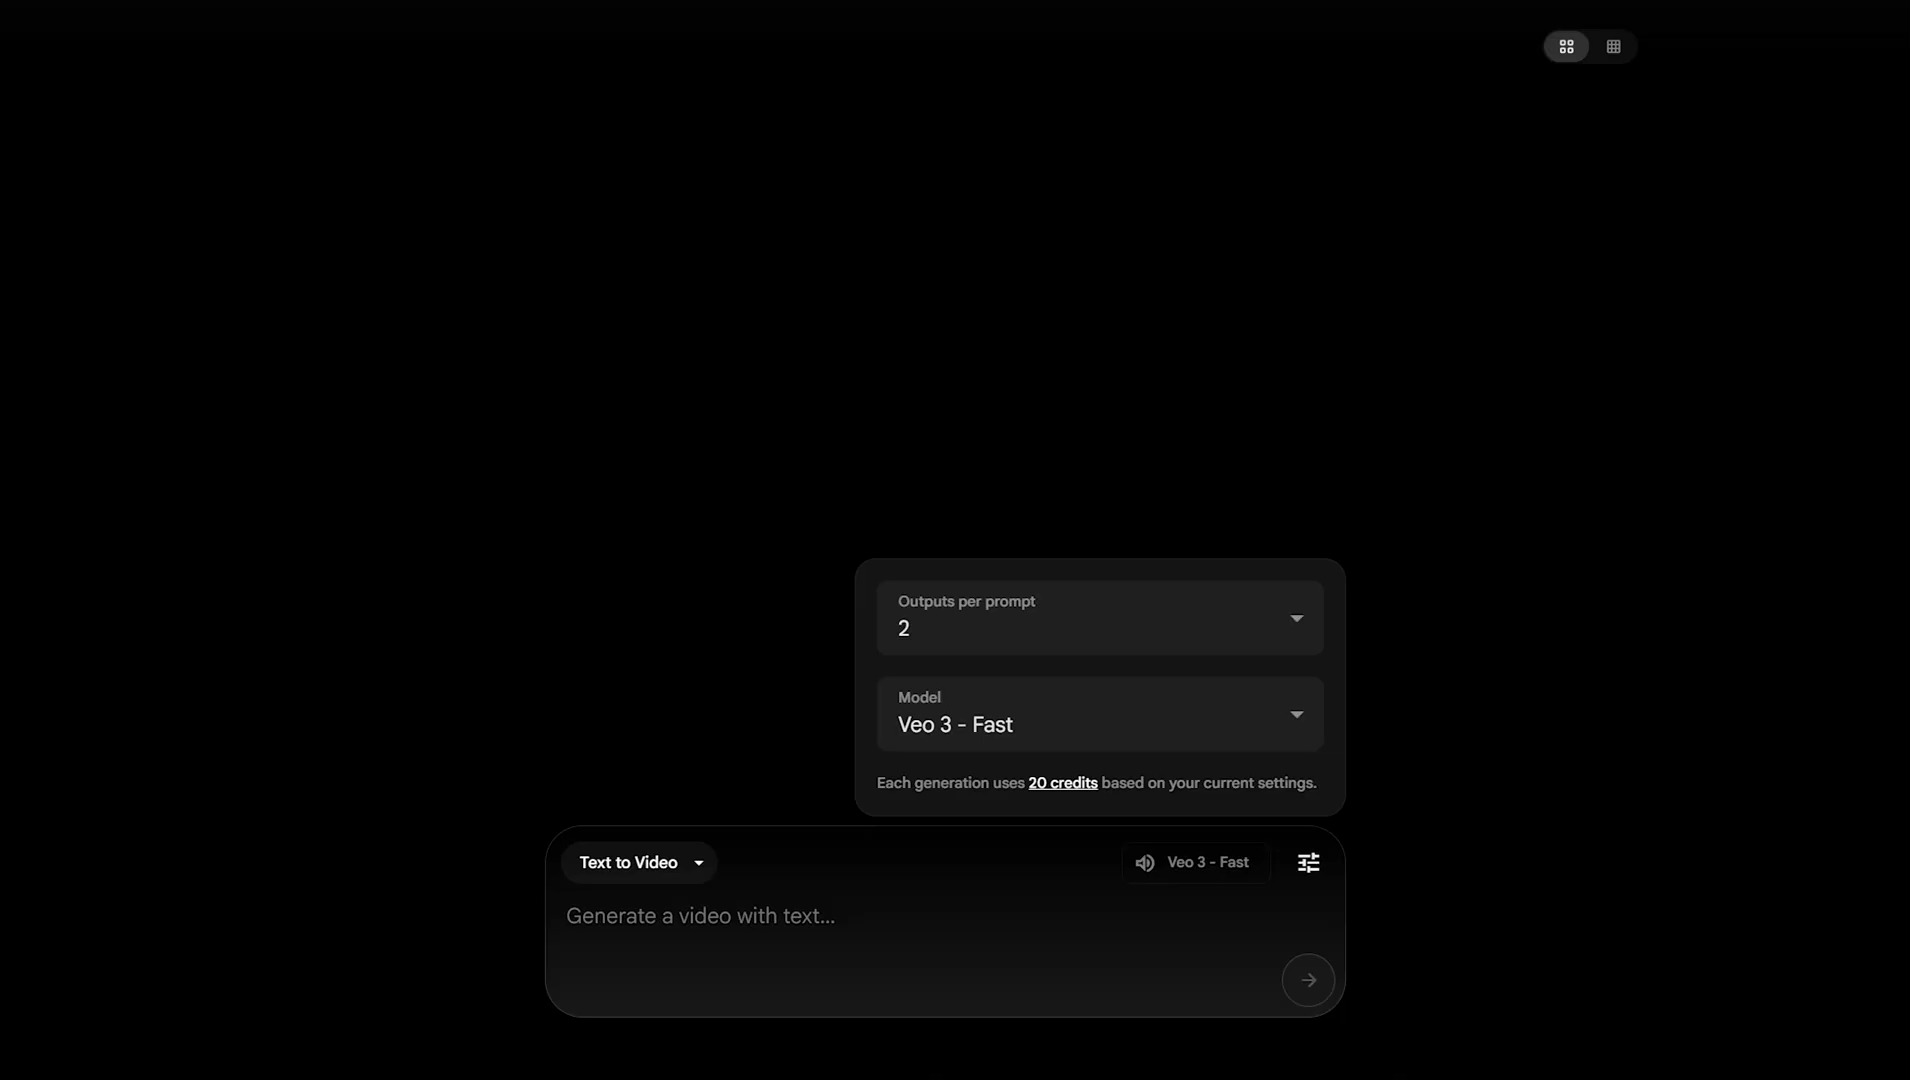 Outputs per prompt
2
Model
Veo 3 - Fast
Each generation uses 20 credits based on your current settings.
Text to Video
Veo 3 - Fast
Generate a video with text...